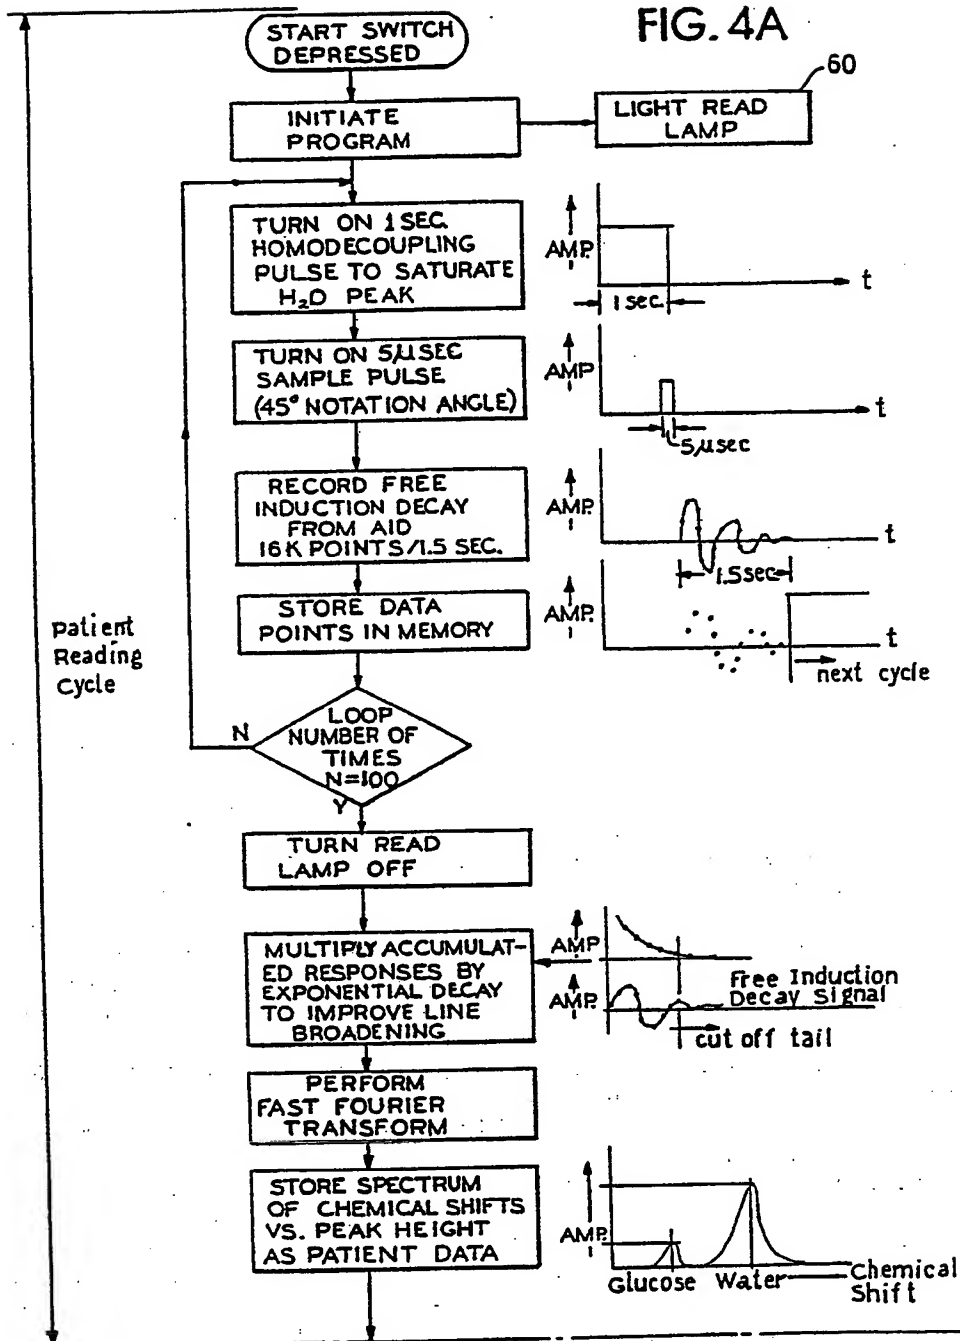 FIG. 4A
START SWITCH
DEPRESSED
60
INITIATE
PROGRAM
LIGHT READ
LAMP
TURN ON 1 SEC.
HOMODECOUPLING
PULSE TO SATURATE
H₂D PEAK
AMP.
t
1 sec.
TURN ON 5µSEC
SAMPLE PULSE
(45° NOTATION ANGLE)
AMP
t
5µsec
RECORD FREE
INDUCTION DECAY
FROM AID
16K POINTS/1.5 SEC.
AMP.
t
1.5sec
STORE DATA
POINTS IN MEMORY
AMP.
t
next cycle
Patient
Reading
Cycle
N
LOOP
NUMBER OF
TIMES
N=100
Y
TURN READ
LAMP OFF
MULTIPLY ACCUMULAT-
ED RESPONSES BY
EXPONENTIAL DECAY
TO IMPROVE LINE
BROADENING
AMP
AMP.
Free Induction
Decay Signal
cut off tail
PERFORM
FAST FOURIER
TRANSFORM
STORE SPECTRUM
OF CHEMICAL SHIFTS
VS. PEAK HEIGHT
AS PATIENT DATA
AMP.
Glucose Water Chemical
Shift